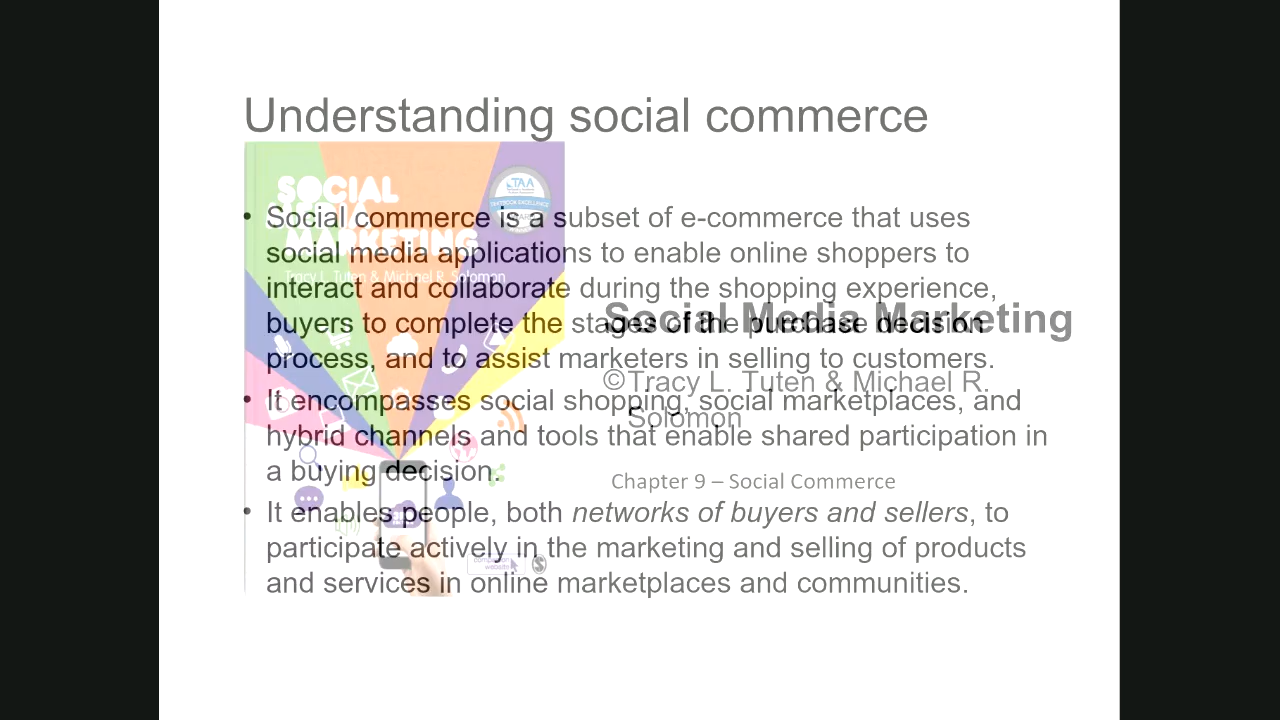 Understanding social commerce
SOCIAL
MARKETING
Tracy L. Tuten & Michael R. Solomon
TAA
TEXTBOOK EXCELLENCE
• Social commerce is a subset of e-commerce that uses
social media applications to enable online shoppers to
interact and collaborate during the shopping experience,
buyers to complete the stages of the purchase decision
process, and to assist marketers in selling to customers.
• It encompasses social shopping, social marketplaces, and
hybrid channels and tools that enable shared participation in
a buying decision.
• It enables people, both networks of buyers and sellers, to
participate actively in the marketing and selling of products
and services in online marketplaces and communities.
Social Media Marketing
©Tracy L. Tuten & Michael R.
Solomon
Chapter 9 – Social Commerce
companion
website